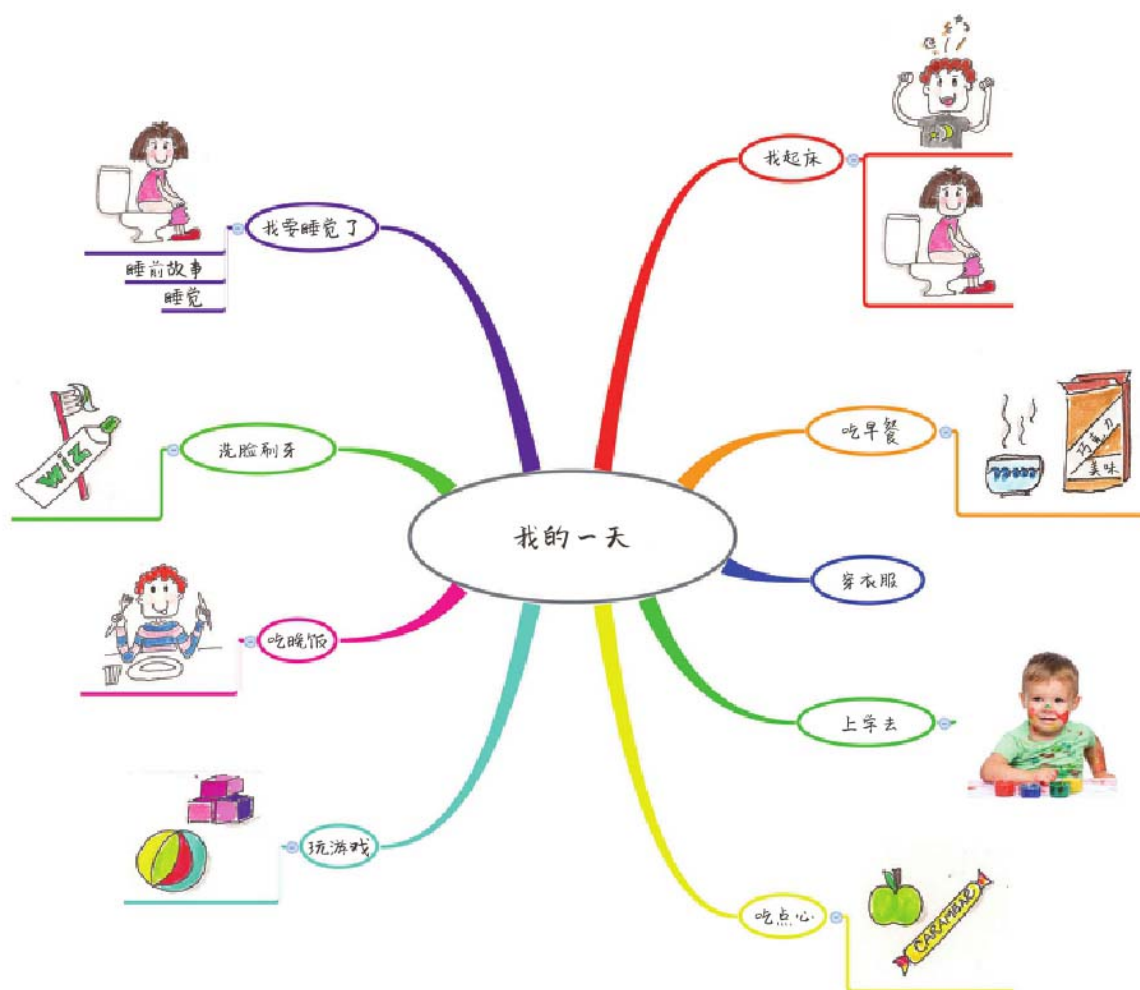 我的一天
我起床
吃早餐
巧克力
美味
穿衣服
上学去
吃点心
CARAMBAR
玩游戏
吃晚饭
洗脸刷牙
WIZ
我要睡觉了
睡前故事
睡觉